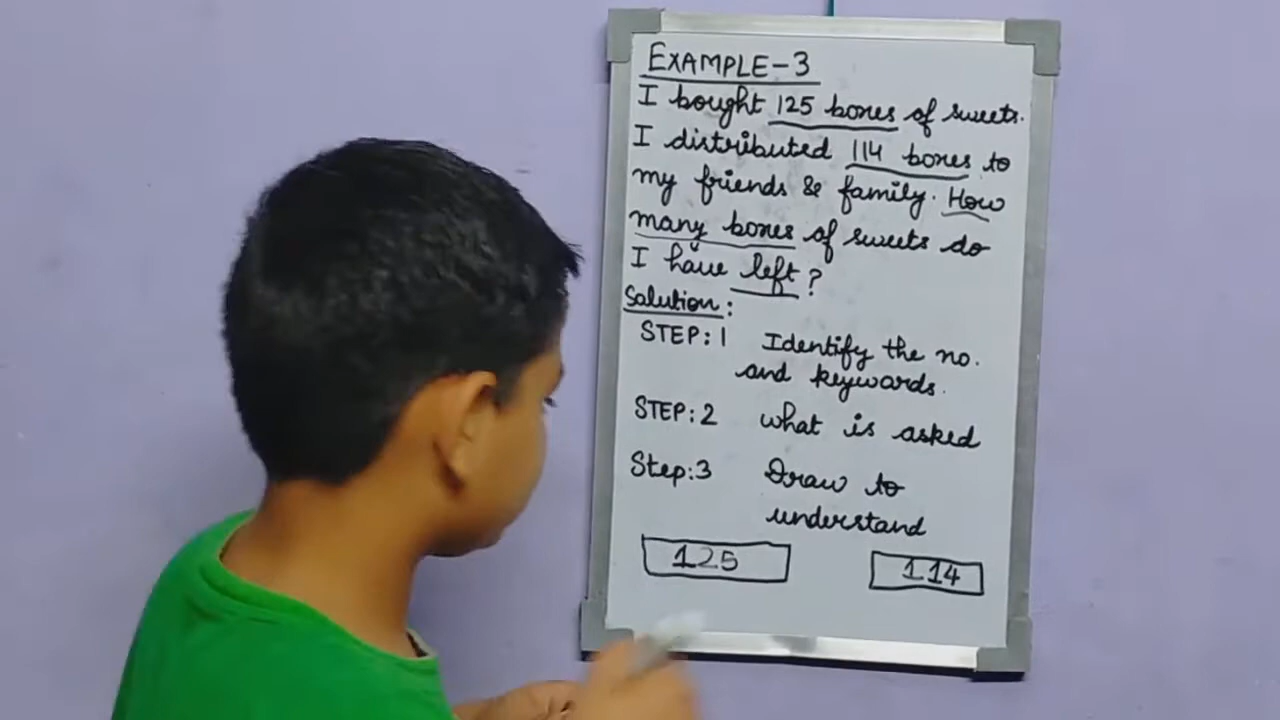 EXAMPLE-3
I bought 125 boxes of sweets.
I distributed 114 boxes to
my friends & family. How
many boxes of sweets do
I have left?
Solution:
STEP:1 Identify the no.
and keywords.
STEP:2 what is asked
Step:3 Draw to
understand
125 114